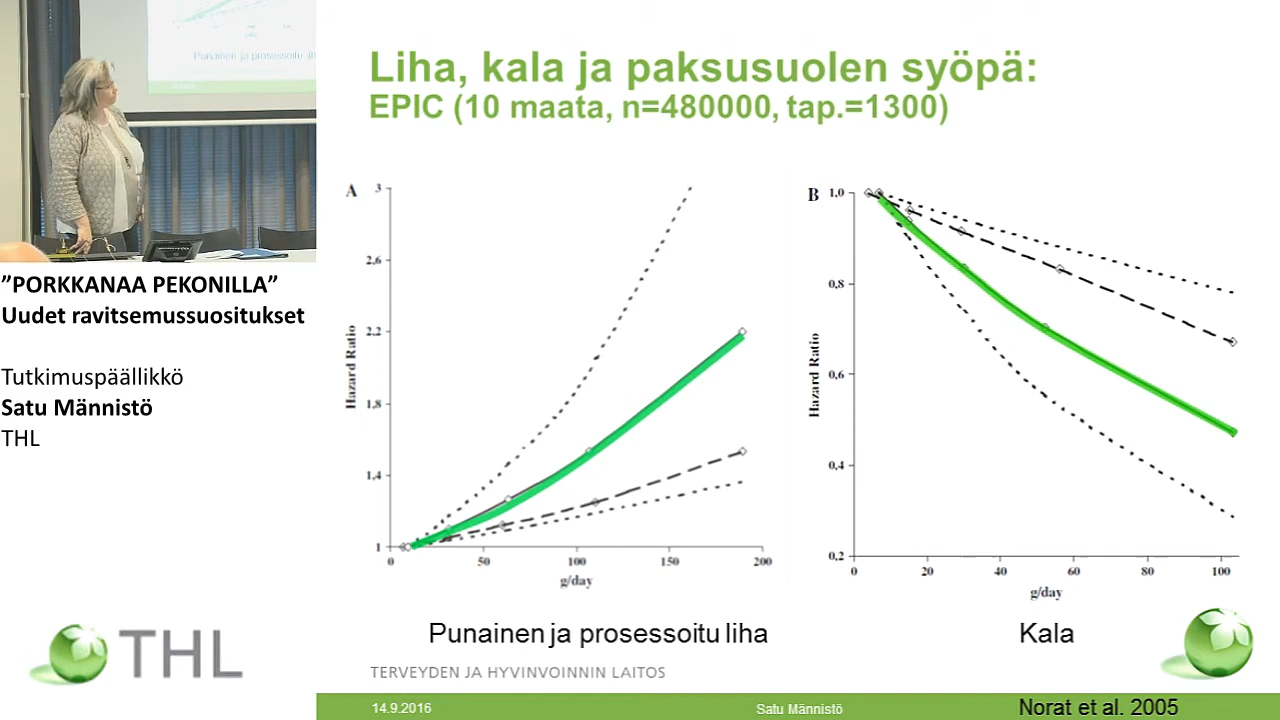 Punainen ja prosessoitu
"PORKKANAA PEKONILLA"
Uudet ravitsemussuositukset
Tutkimuspäällikkö
Satu Männistö
THL
THL
Liha, kala ja paksusuolen syöpä:
EPIC (10 maata, n=480000, tap.=1300)
A
3
2,6
2,2
1,8
1,4
1
Hazard Ratio
0 50 100 150 200
g/day
Punainen ja prosessoitu liha
B
1,0
0,8
0,6
0,4
0,2
Hazard Ratio
0 20 40 60 80 100
g/day
Kala
TERVEYDEN JA HYVINVOINNIN LAITOS
14.9.2016 Satu Männistö Norat et al. 2005